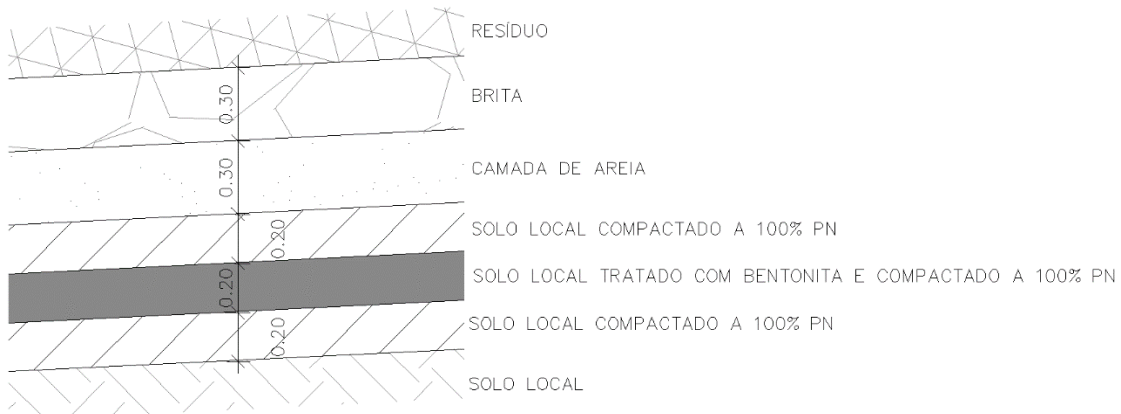 RESÍDUO
0.30
BRITA
0.30
CAMADA DE AREIA
0.20
SOLO LOCAL COMPACTADO A 100% PN
0.20
SOLO LOCAL TRATADO COM BENTONITA E COMPACTADO A 100% PN
0.20
SOLO LOCAL COMPACTADO A 100% PN
SOLO LOCAL